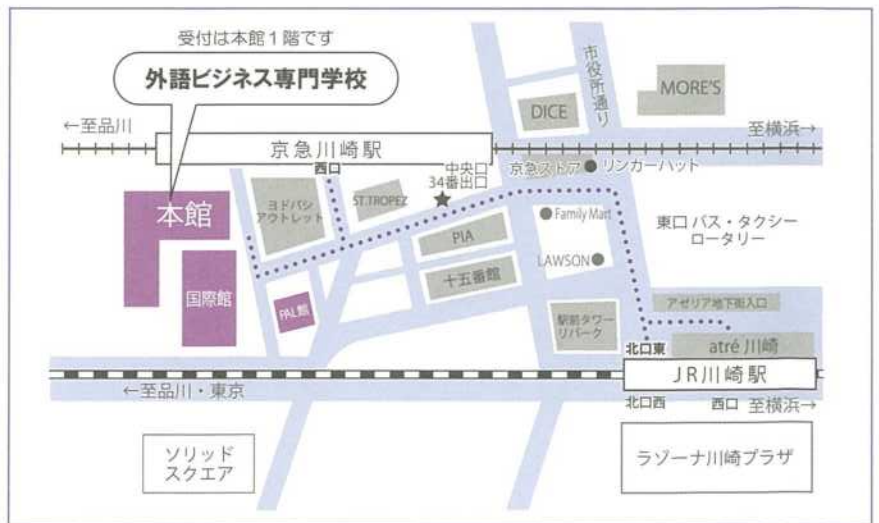 受付は本館1階です
外語ビジネス専門学校
←至品川
京急川崎駅
西口
中央口
34番出口
市役所通り
DICE
MORE'S
至横浜→
京急ストア
リンガーハット
本館
ヨドバシ
アウトレット
ST.TROPEZ
Family Mart
東口 バス・タクシー
ロータリー
PIA
LAWSON
国際館
PAL館
十五番館
アゼリア地下街入口
駅前タワー
リパーク
北口東
atré 川崎
JR川崎駅
←至品川・東京
北口西
西口
至横浜→
ソリッド
スクエア
ラゾーナ川崎プラザ